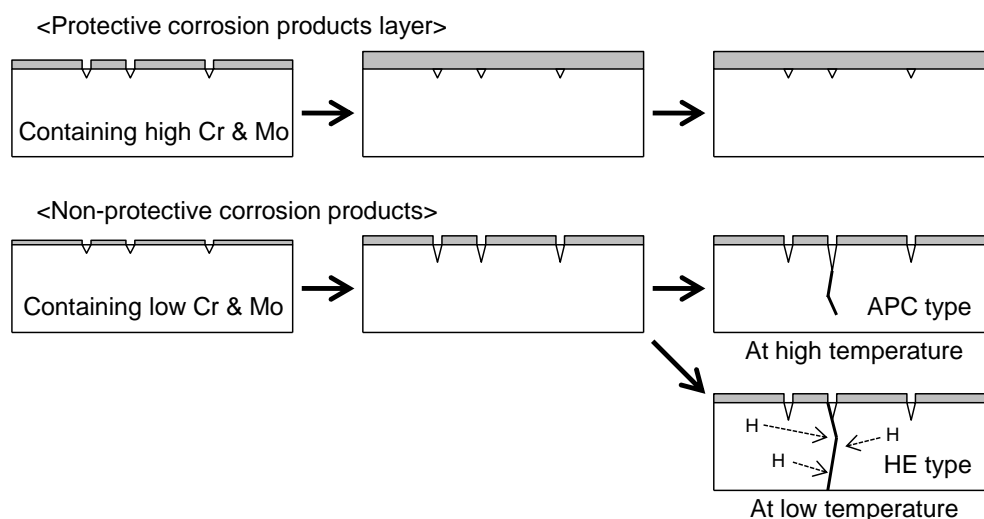 <Protective corrosion products layer>
Containing high Cr & Mo
<Non-protective corrosion products>
Containing low Cr & Mo
APC type
At high temperature
H
H
H
HE type
At low temperature